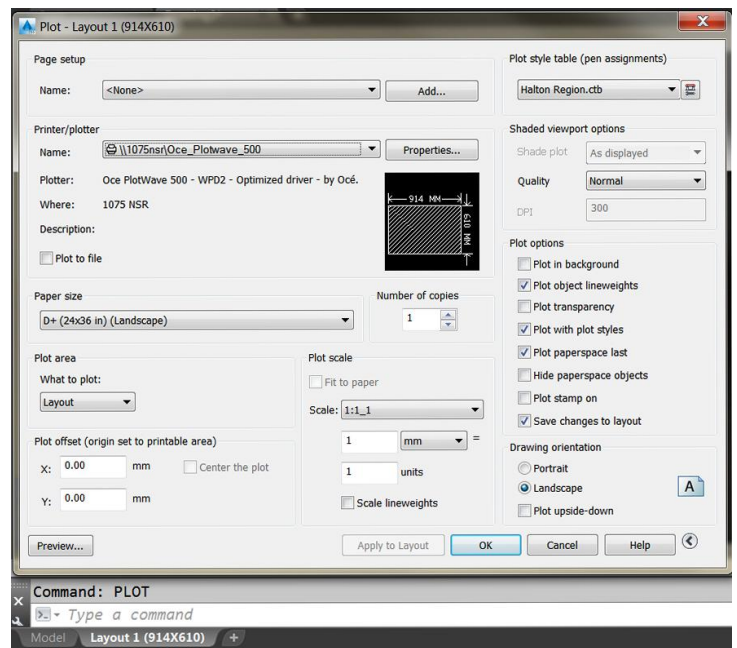 Plot - Layout 1 (914X610)
Page setup
Name: <None> Add...
Plot style table (pen assignments)
Halton Region.ctb
Printer/plotter
Name: \\1075nsr\Oce_Plotwave_500 Properties...
Plotter: Oce PlotWave 500 - WPD2 - Optimized driver - by Océ.
Where: 1075 NSR
Description:
Plot to file
914 MM
610 MM
Shaded viewport options
Shade plot As displayed
Quality Normal
DPI 300
Paper size
D+ (24x36 in) (Landscape)
Number of copies
1
Plot options
Plot in background
Plot object lineweights
Plot transparency
Plot with plot styles
Plot paperspace last
Hide paperspace objects
Plot stamp on
Save changes to layout
Plot area
What to plot:
Layout
Plot scale
Fit to paper
Scale: 1:1_1
1 mm =
1 units
Scale lineweights
Plot offset (origin set to printable area)
X: 0.00 mm Center the plot
Y: 0.00 mm
Drawing orientation
Portrait
Landscape
Plot upside-down
A
Preview... Apply to Layout OK Cancel Help
Command: PLOT
Type a command
Model Layout 1 (914X610) +